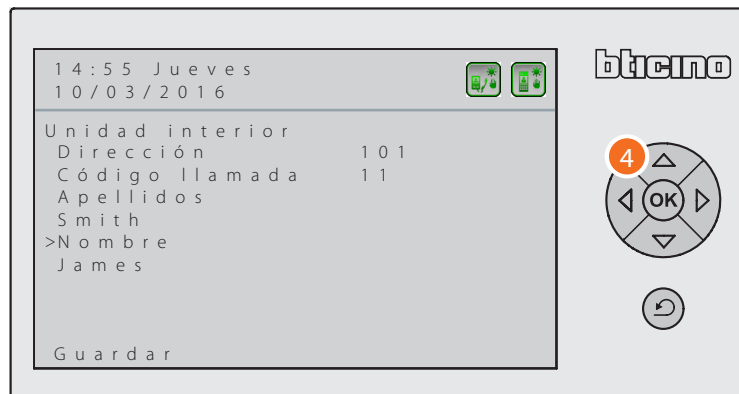 14:55 Jueves
10/03/2016
bticino
Unidad interior
Dirección 101
Código llamada 11
Apellidos
Smith
>Nombre
James
Guardar
4
OK